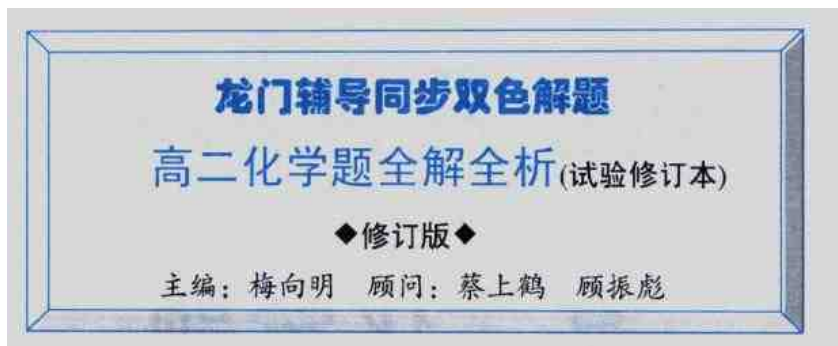 龙门辅导同步双色解题
高二化学题全解全析(试验修订本)
◆修订版◆
主编：梅向明 顾问：蔡上鹤 顾振彪